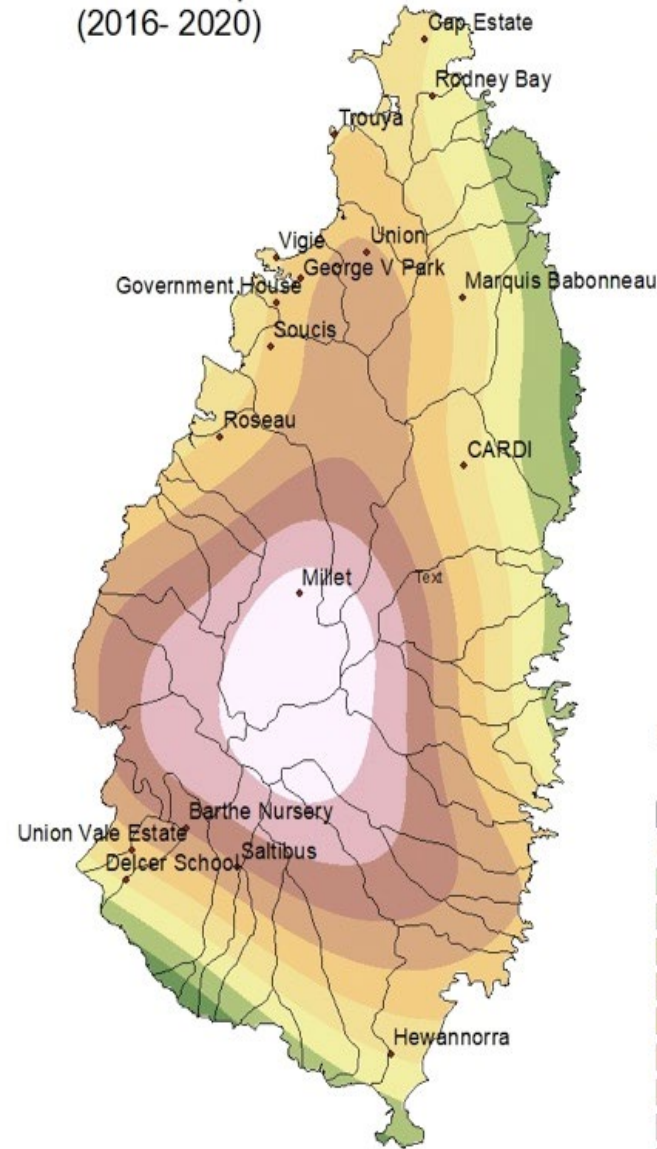 (2016- 2020)
Cap Estate
Rodney Bay
Trouya
Vigie
Union
George V Park
Government House
Marquis Babonneau
Soucis
Roseau
CARDI
Millet
Text
Barthe Nursery
Union Vale Estate
Saltibus
Delcer School
Hewannorra